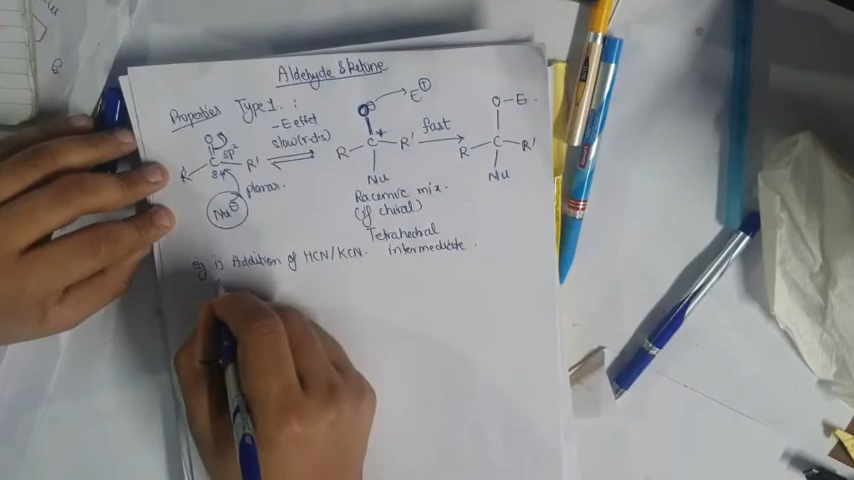 Aldehyde & Ketone
Properties Type 1. :
-E effect
slow (r.d.s)
O
C sp²
R R'
δ+
planar.
Nu⊖
O⊖ → E⊕
R-C+-R'
Nu
fast
O-E.
R-C-R'
Nu
Racemic mix.
(if chiral)
Tetrahedral
Intermediate.
eg is Addition of HCN/KCN.